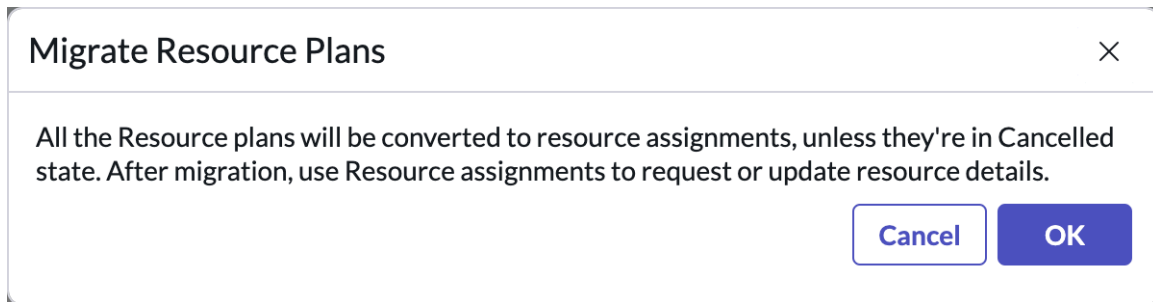 Migrate Resource Plans
All the Resource plans will be converted to resource assignments, unless they're in Cancelled
state. After migration, use Resource assignments to request or update resource details.
Cancel OK